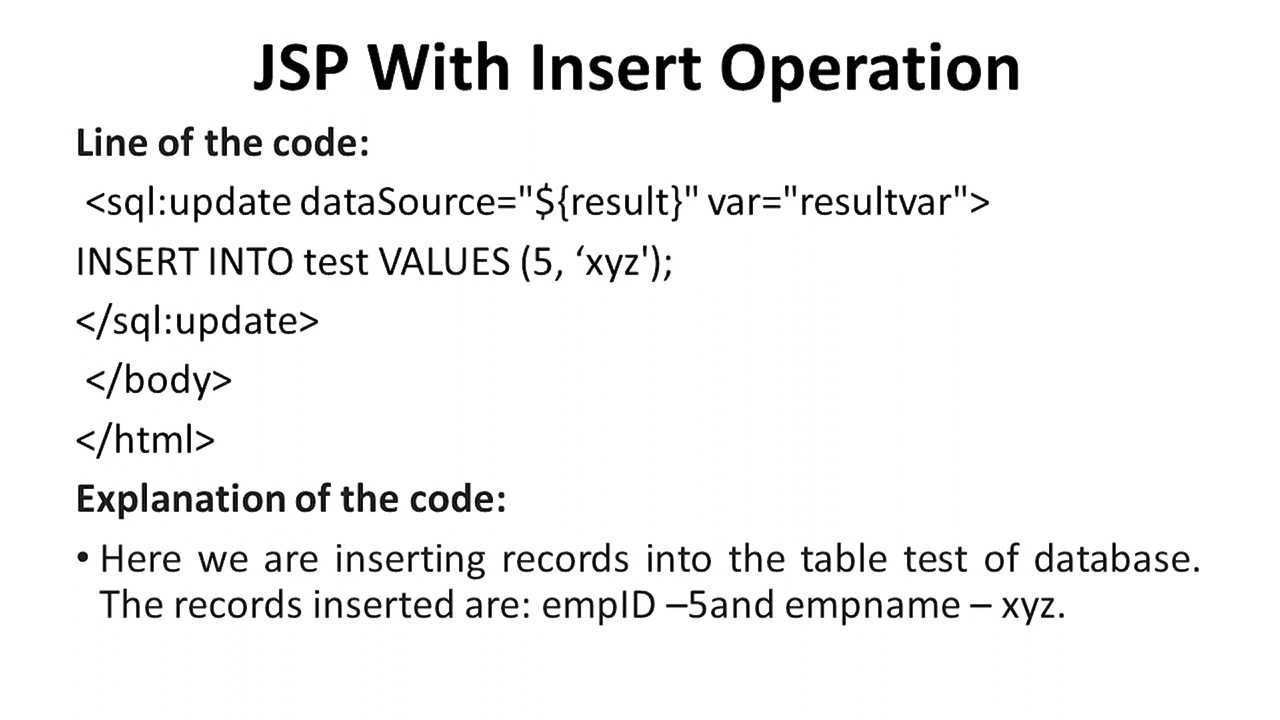 JSP With Insert Operation
Line of the code:
<sql:update dataSource="${result}" var="resultvar">
INSERT INTO test VALUES (5, ‘xyz');
</sql:update>
</body>
</html>
Explanation of the code:
• Here we are inserting records into the table test of database.
The records inserted are: empID –5and empname – xyz.